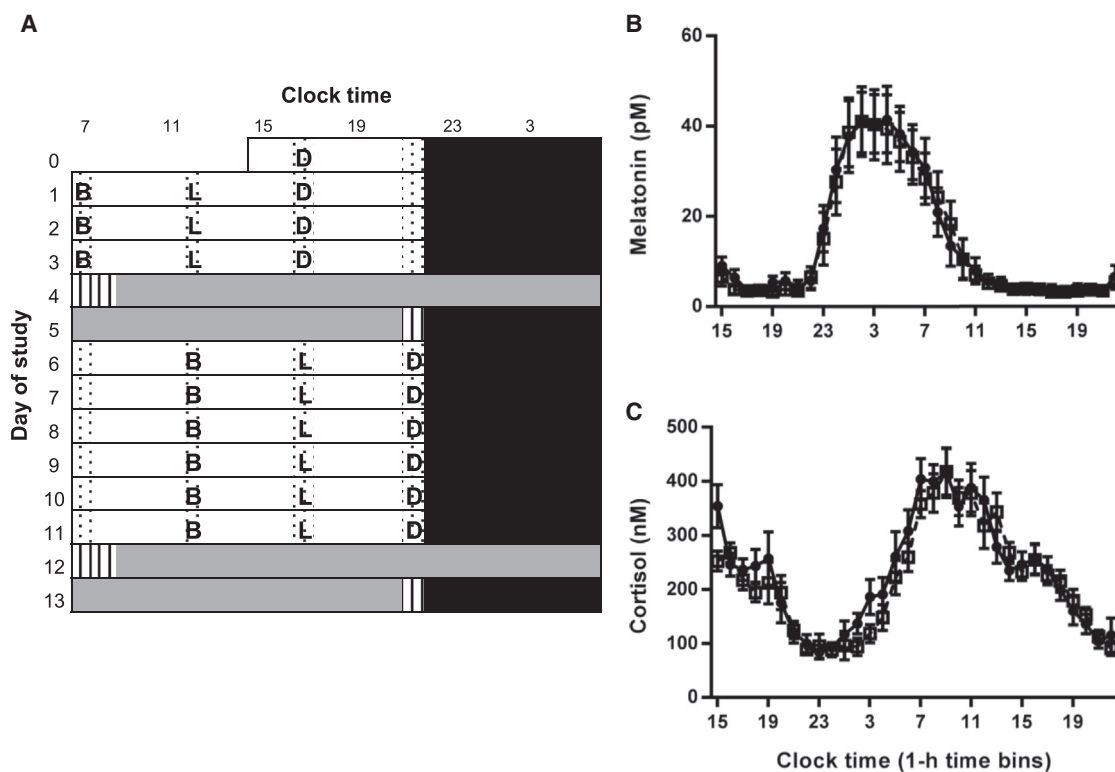 A
Clock time
7 11 15 19 23 3
Day of study
0 D
1 B L D
2 B L D
3 B L D
4
5
6 B L D
7 B L D
8 B L D
9 B L D
10 B L D
11 B L D
12
13
B
Melatonin (pM)
60
40
20
0
15 19 23 3 7 11 15 19
C
Cortisol (nM)
500
400
300
200
100
0
15 19 23 3 7 11 15 19
Clock time (1-h time bins)